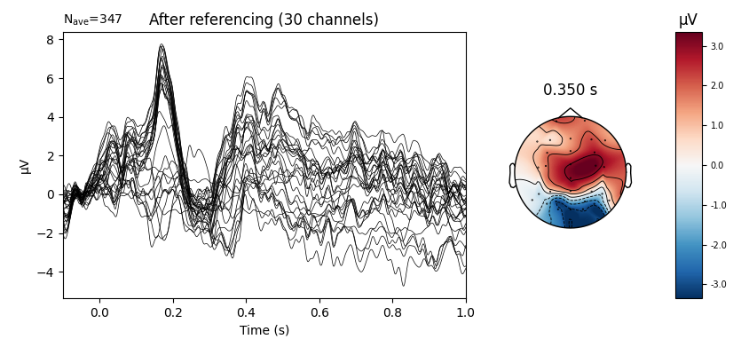 N_ave=347 After referencing (30 channels)
μV
8
6
4
2
0
−2
−4
μV
0.0 0.2 0.4 0.6 0.8 1.0
Time (s)
0.350 s
μV
3.0
2.0
1.0
0.0
-1.0
-2.0
-3.0